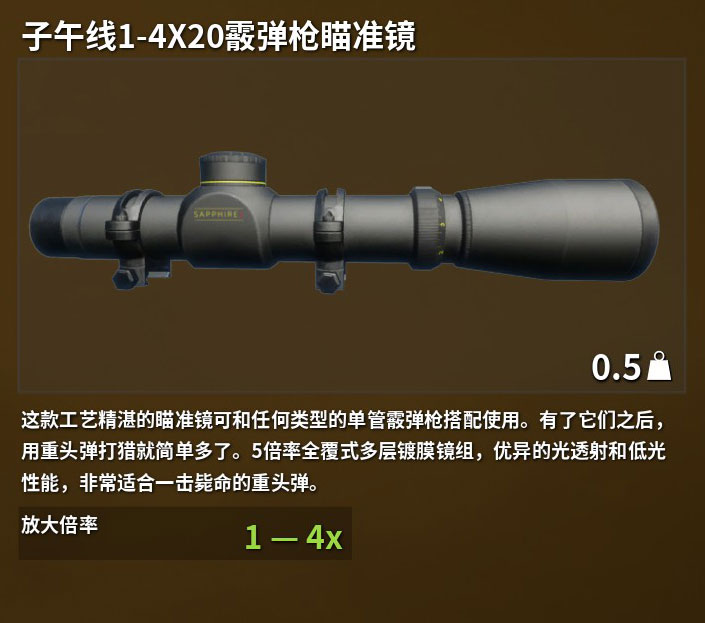 子午线1-4X20霰弹枪瞄准镜
SAPPHIRE
0.5
这款工艺精湛的瞄准镜可和任何类型的单管霰弹枪搭配使用。有了它们之后，
用重头弹打猎就简单多了。5倍率全覆式多层镀膜镜组，优异的光透射和低光
性能，非常适合一击毙命的重头弹。
放大倍率
1 — 4x